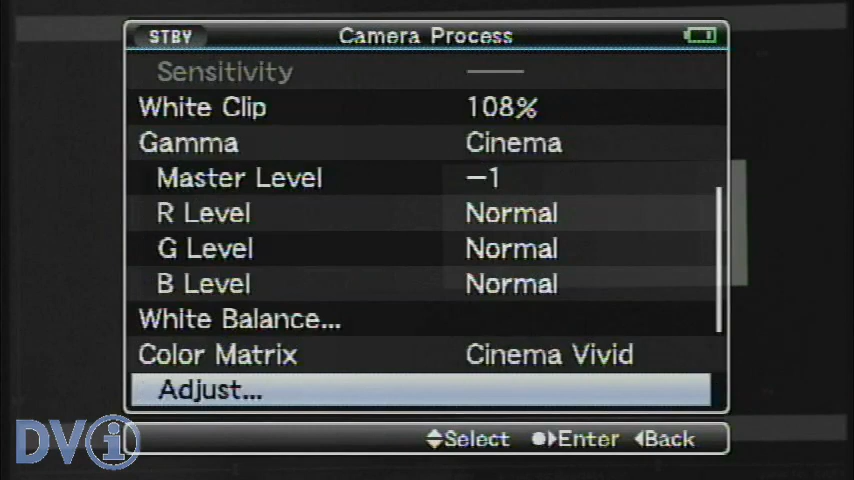 STBY Camera Process
Sensitivity ———
White Clip 108%
Gamma Cinema
Master Level −1
R Level Normal
G Level Normal
B Level Normal
White Balance...
Color Matrix Cinema Vivid
Adjust...
Select Enter Back
DVi